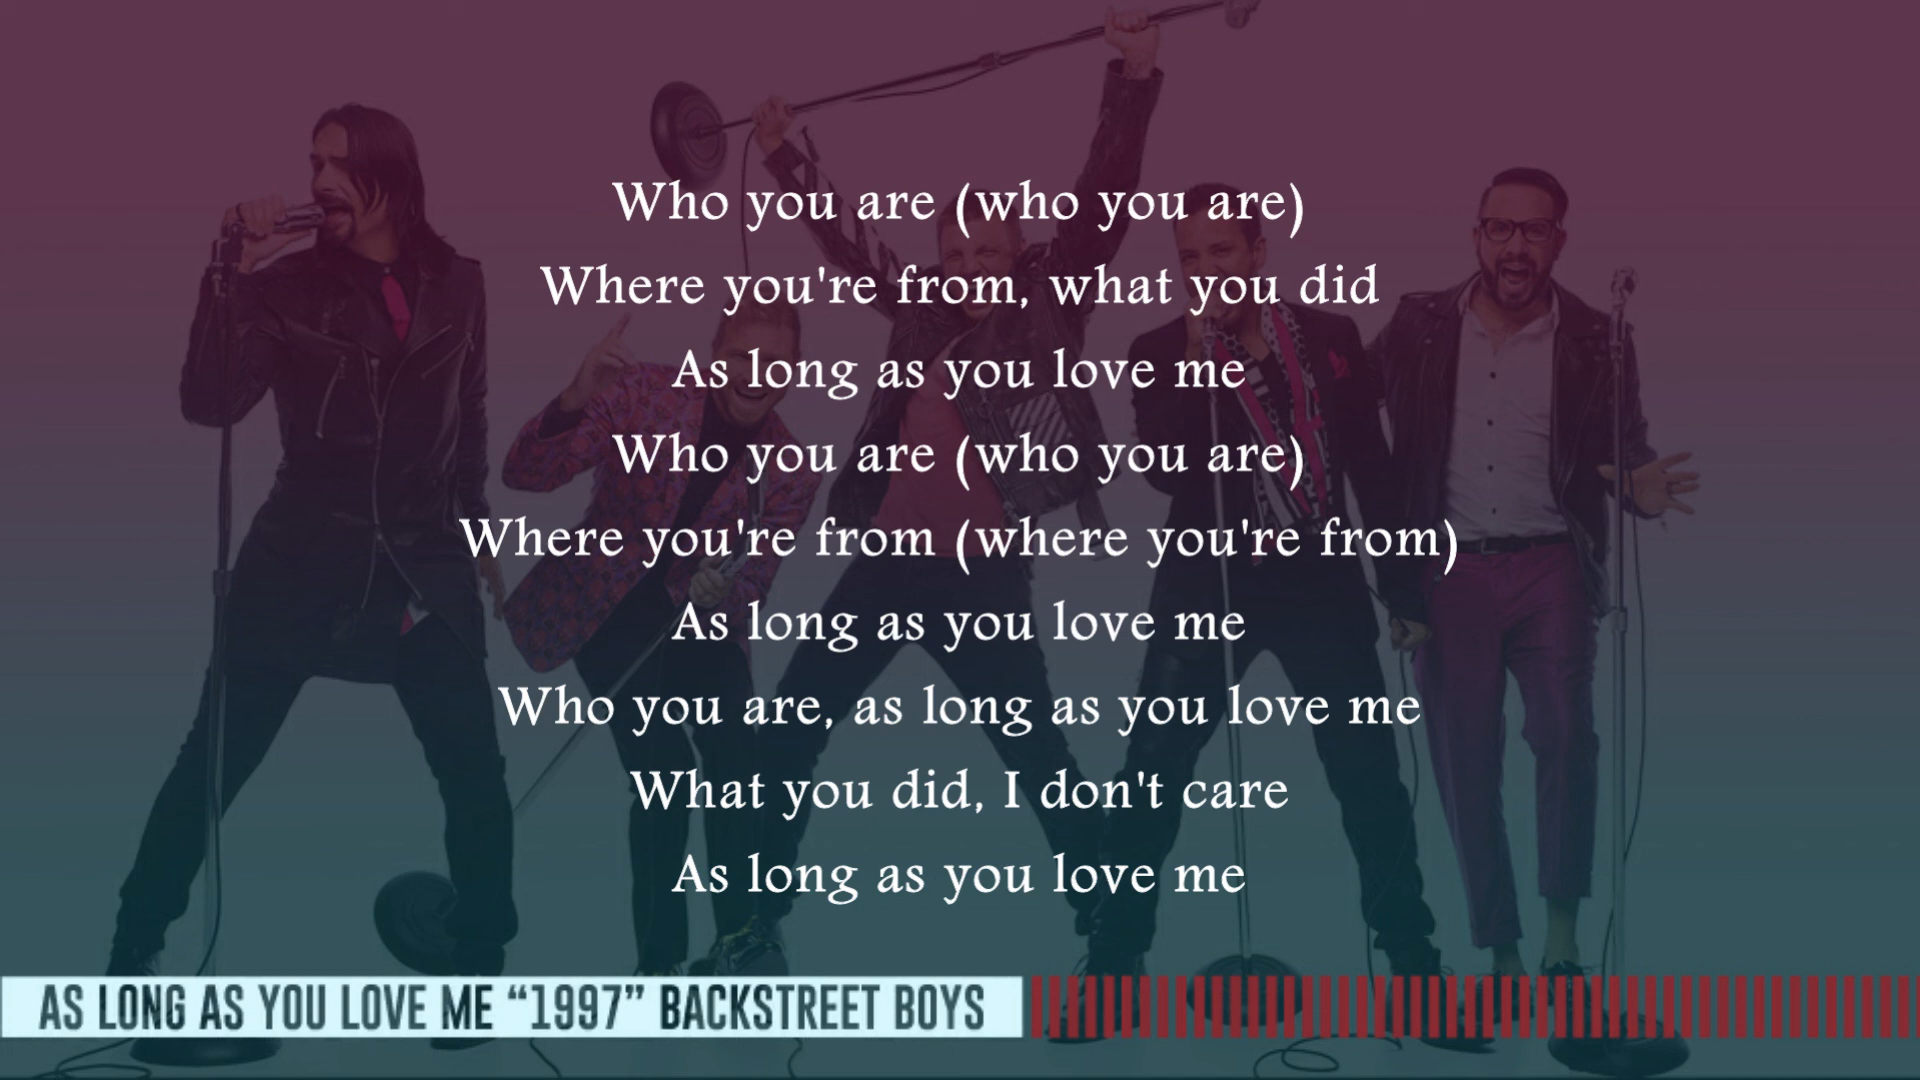 Who you are (who you are)
Where you're from, what you did
As long as you love me
Who you are (who you are)
Where you're from (where you're from)
As long as you love me
Who you are, as long as you love me
What you did, I don't care
As long as you love me
AS LONG AS YOU LOVE ME “1997” BACKSTREET BOYS